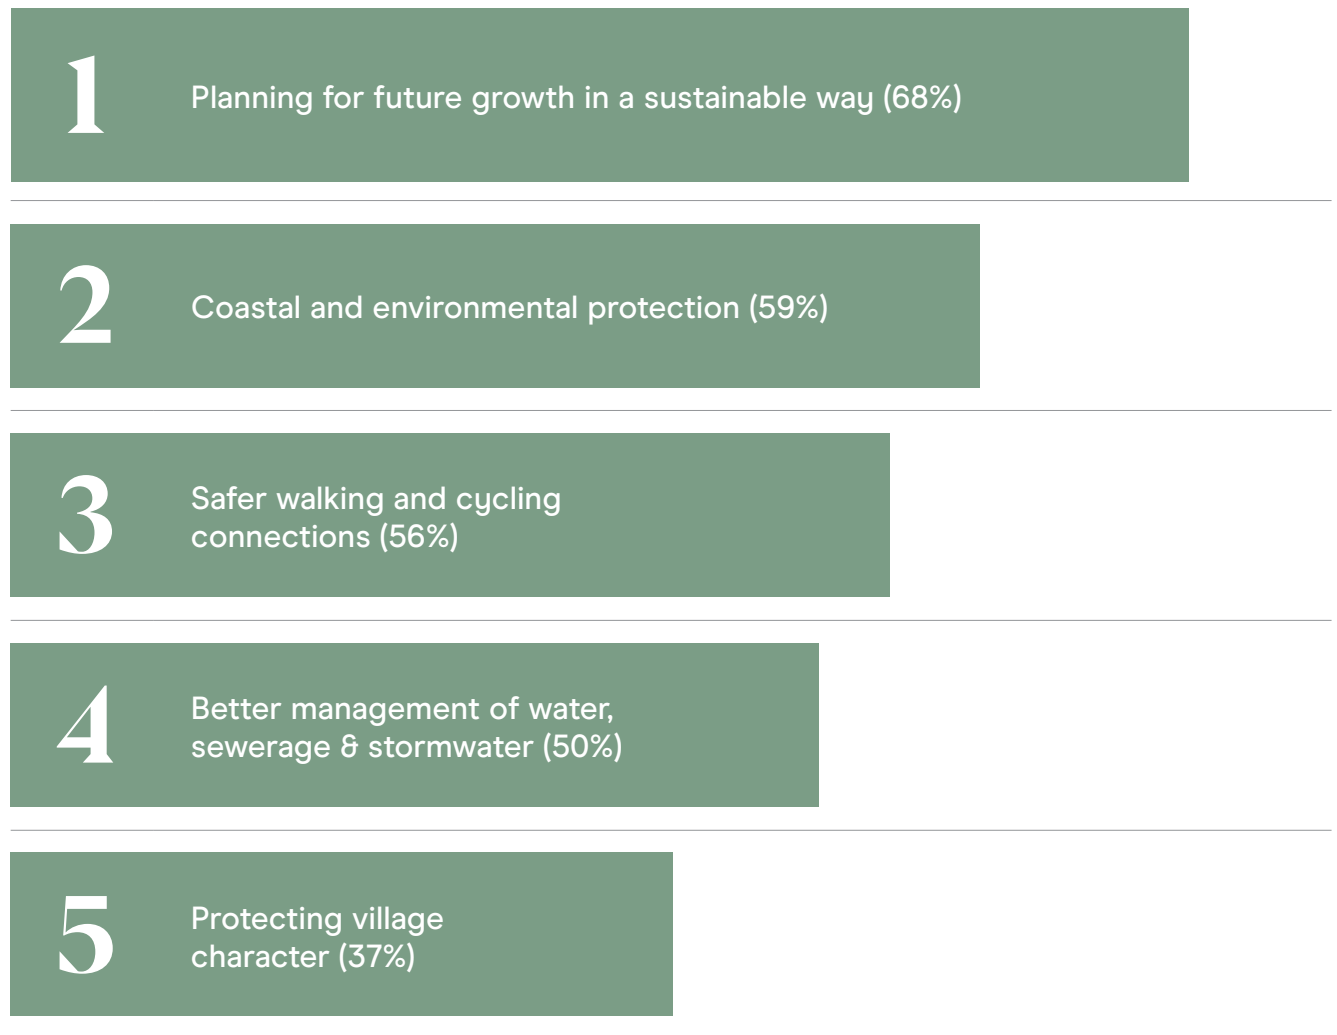 1
Planning for future growth in a sustainable way (68%)
2
Coastal and environmental protection (59%)
3
Safer walking and cycling
connections (56%)
4
Better management of water,
sewerage & stormwater (50%)
5
Protecting village
character (37%)